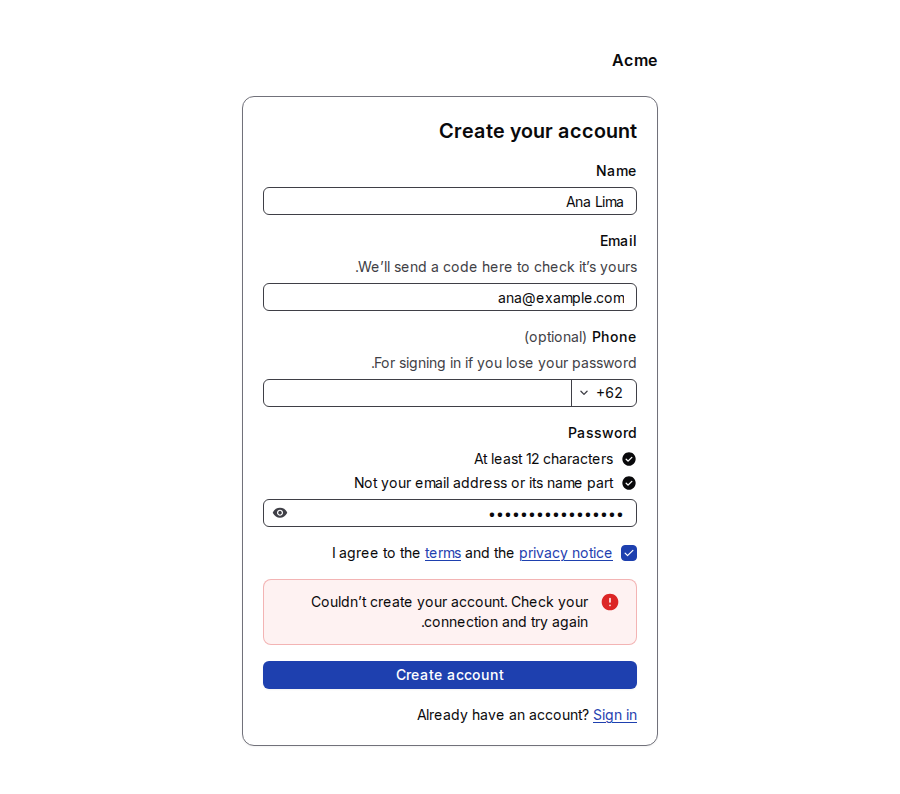 Acme
Create your account
Name
Ana Lima
Email
We’ll send a code here to check it’s yours.
ana@example.com
Phone (optional)
For signing in if you lose your password.
+62
Password
At least 12 characters
Not your email address or its name part
•••••••••••••••••
I agree to the terms and the privacy notice
Couldn’t create your account. Check your
connection and try again.
Create account
Already have an account? Sign in